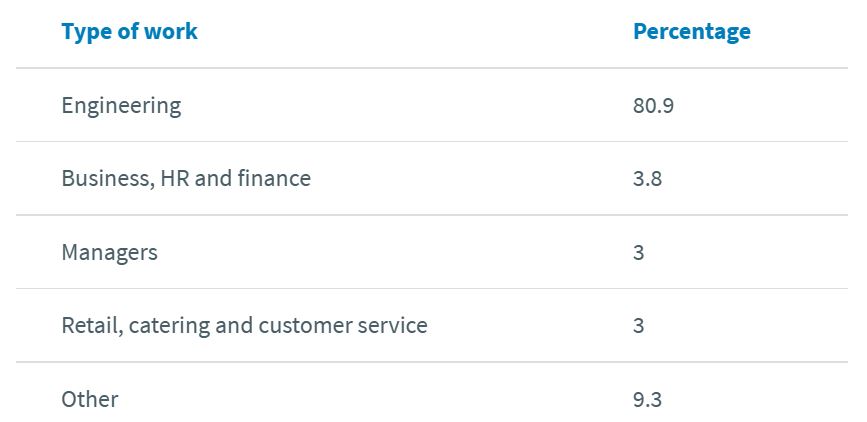 Type of work Percentage
Engineering 80.9
Business, HR and finance 3.8
Managers 3
Retail, catering and customer service 3
Other 9.3